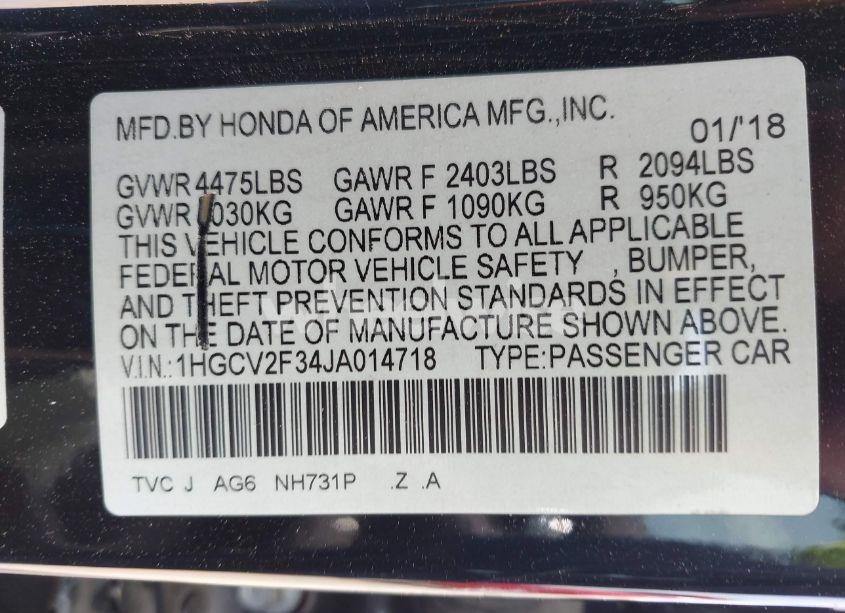 MFD.BY HONDA OF AMERICA MFG.,INC. 01/'18
GVWR 4475LBS GAWR F 2403LBS R 2094LBS
GVWR 030KG GAWR F 1090KG R 950KG
THIS VEHICLE CONFORMS TO ALL APPLICABLE
FEDERAL MOTOR VEHICLE SAFETY , BUMPER,
AND THEFT PREVENTION STANDARDS IN EFFECT
ON THE DATE OF MANUFACTURE SHOWN ABOVE.
V.I.N.:1HGCV2F34JA014718 TYPE:PASSENGER CAR
TVC J AG6 NH731P .Z .A